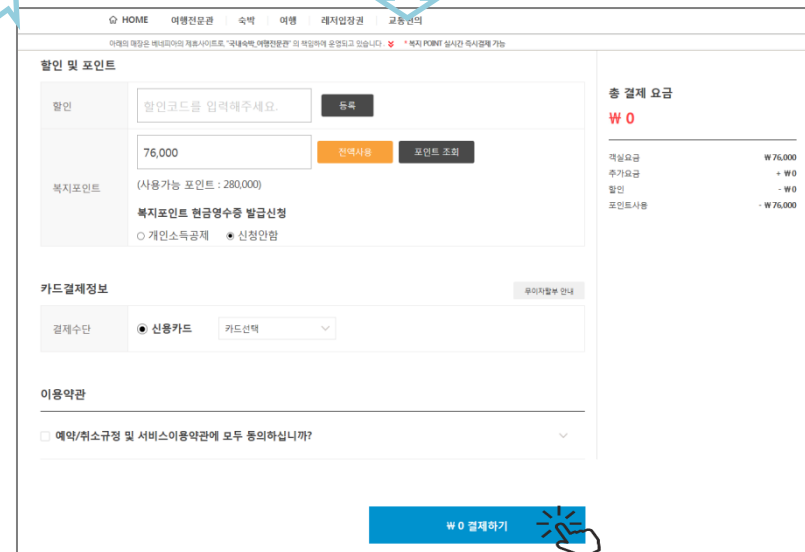 HOME 여행전문관 숙박 여행 레저입장권 교통편의
아래의 매장은 베네피아의 제휴사이트로, "국내숙박_여행전문관" 의 책임하에 운영되고 있습니다. * 복지 POINT 실시간 즉시결제 가능
할인 및 포인트
할인 할인코드를 입력해주세요. 등록
복지포인트 76,000 전액사용 포인트 조회
(사용가능 포인트 : 280,000)
복지포인트 현금영수증 발급신청
개인소득공제 신청안함
카드결제정보 무이자할부 안내
결제수단 신용카드 카드선택
이용약관
예약/취소규정 및 서비스이용약관에 모두 동의하십니까?
₩ 0 결제하기
총 결제 요금
₩ 0
객실요금 ₩ 76,000
추가요금 + ₩ 0
할인 - ₩ 0
포인트사용 - ₩ 76,000